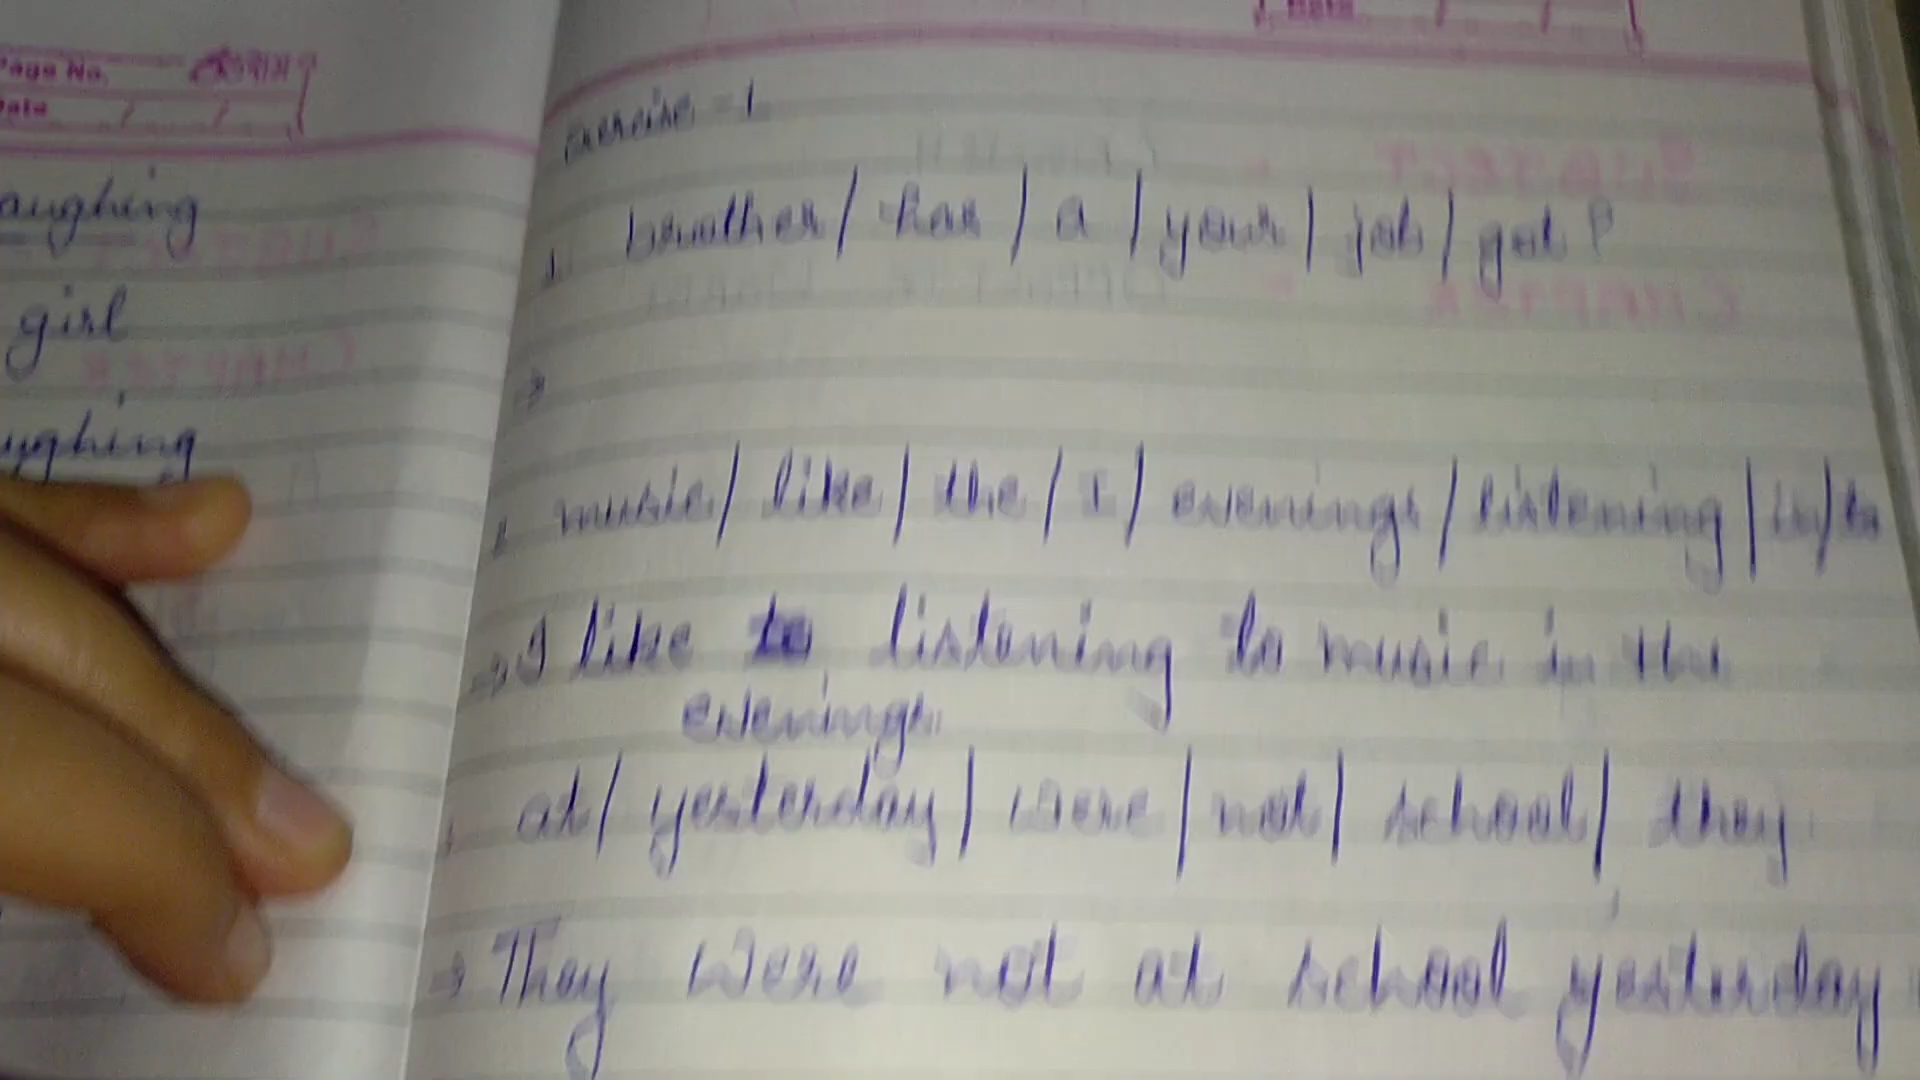 Page No.
Date / /
aughing
girl
ughing
Date / /
Exercise - 1
1. brother / has / a / your / job / got ?
→
music / like / the / I / evenings / listening / in / to
→ I like to listening to music in the
evenings.
at / yesterday / were / not / school / they
→ They were not at school yesterday